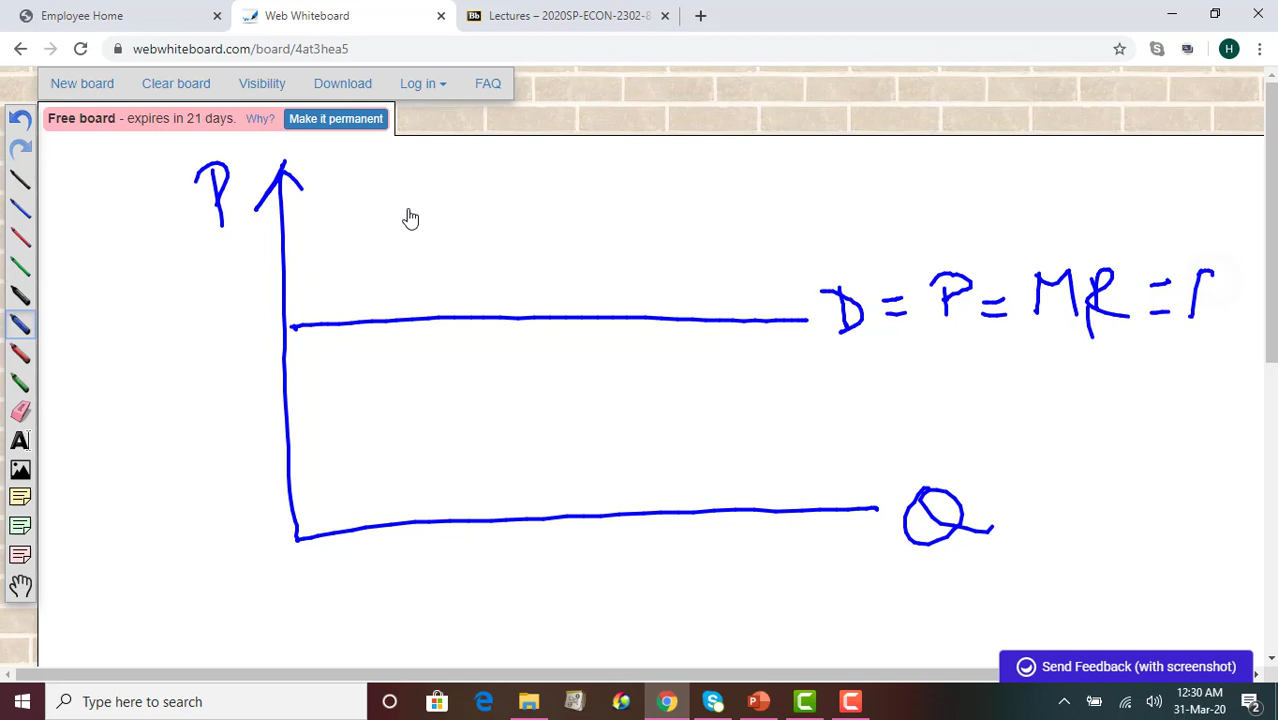 Employee Home
Web Whiteboard
Lectures – 2020SP-ECON-2302-8
webwhiteboard.com/board/4at3hea5
H
New board
Clear board
Visibility
Download
Log in
FAQ
Free board - expires in 21 days.
Why?
Make it permanent
P
D = P = MR =
Q
A
Send Feedback (with screenshot)
Type here to search
12:30 AM
31-Mar-20
2